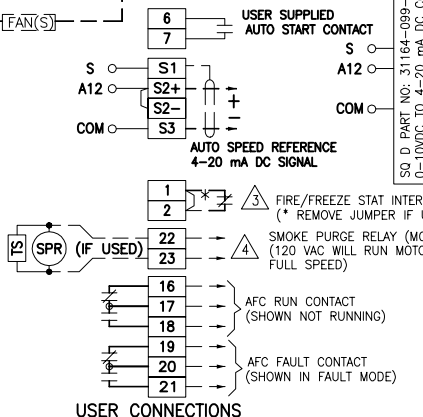 FAN(S)
6
7
USER SUPPLIED
AUTO START CONTACT
S
S1
A12
S2+
+
S2-
–
COM
S3
AUTO SPEED REFERENCE
4-20 mA DC SIGNAL
S
A12
COM
SQ D PART NO: 31164-099-
0-10VDC TO 4-20 mA DC
1
2
*
3
FIRE/FREEZE STAT
(* REMOVE JUMPER IF
TS
SPR
(IF USED)
22
23
4
SMOKE PURGE RELAY
(120 VAC WILL RUN
FULL SPEED)
16
17
18
AFC RUN CONTACT
(SHOWN NOT RUNNING)
19
20
21
AFC FAULT CONTACT
(SHOWN IN FAULT MODE)
USER CONNECTIONS